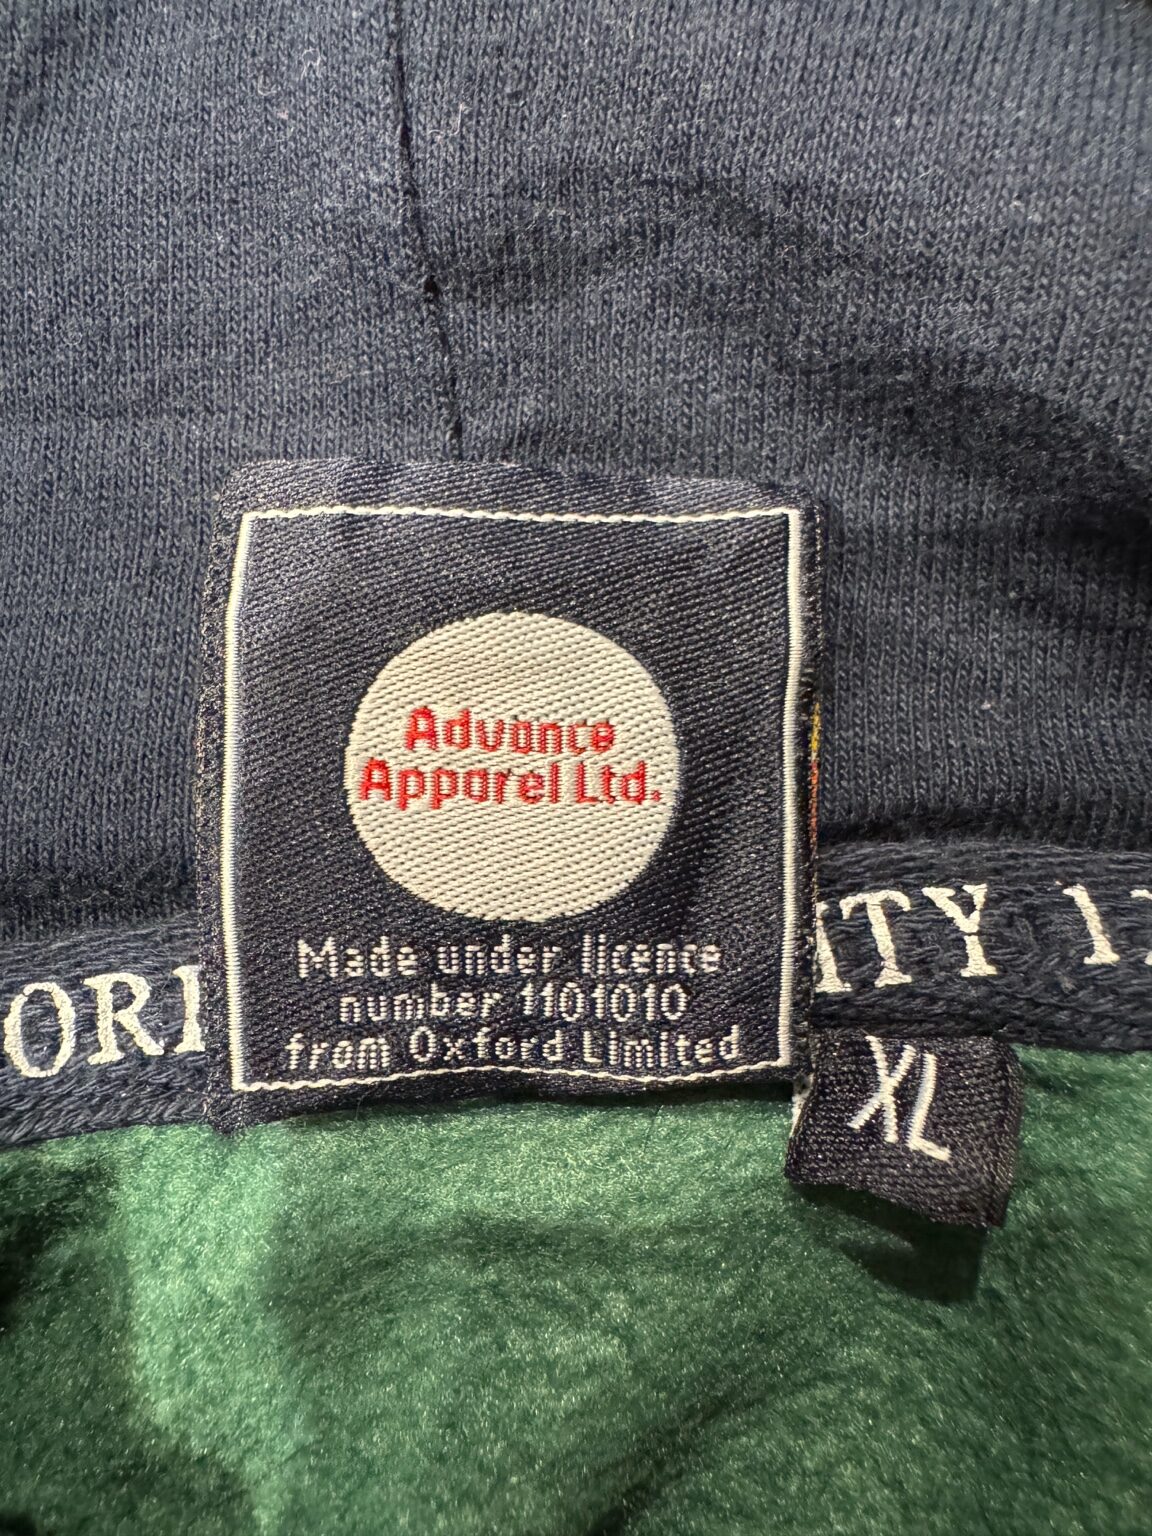 Advance
Apparel Ltd.
Made under licence
number 1101010
from Oxford Limited
XL